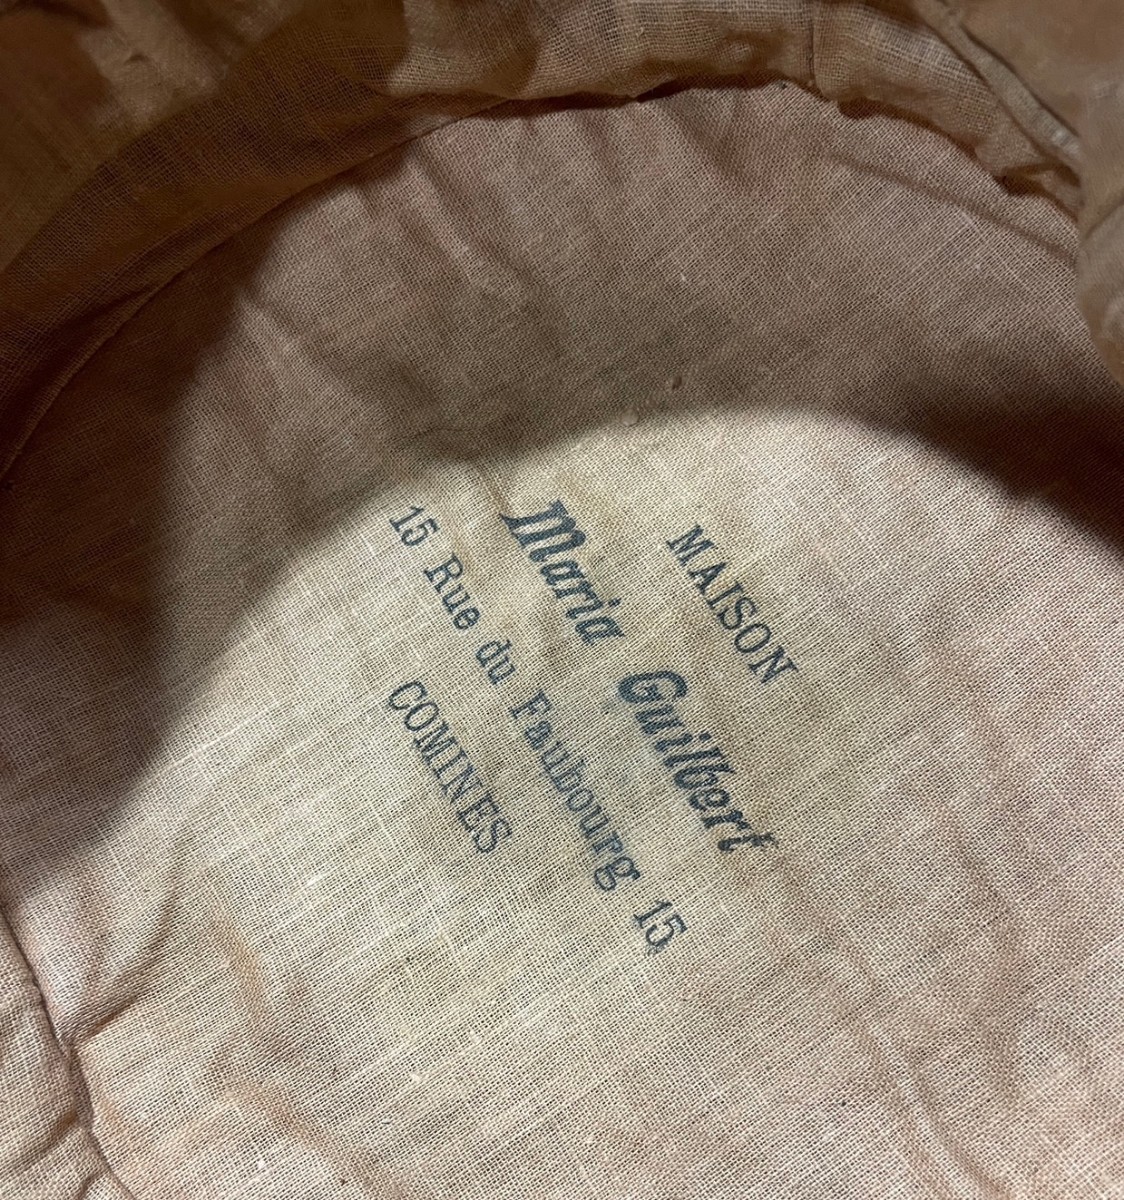 MAISON
Maria Guilbert
15 Rue du Faubourg 15
COMINES